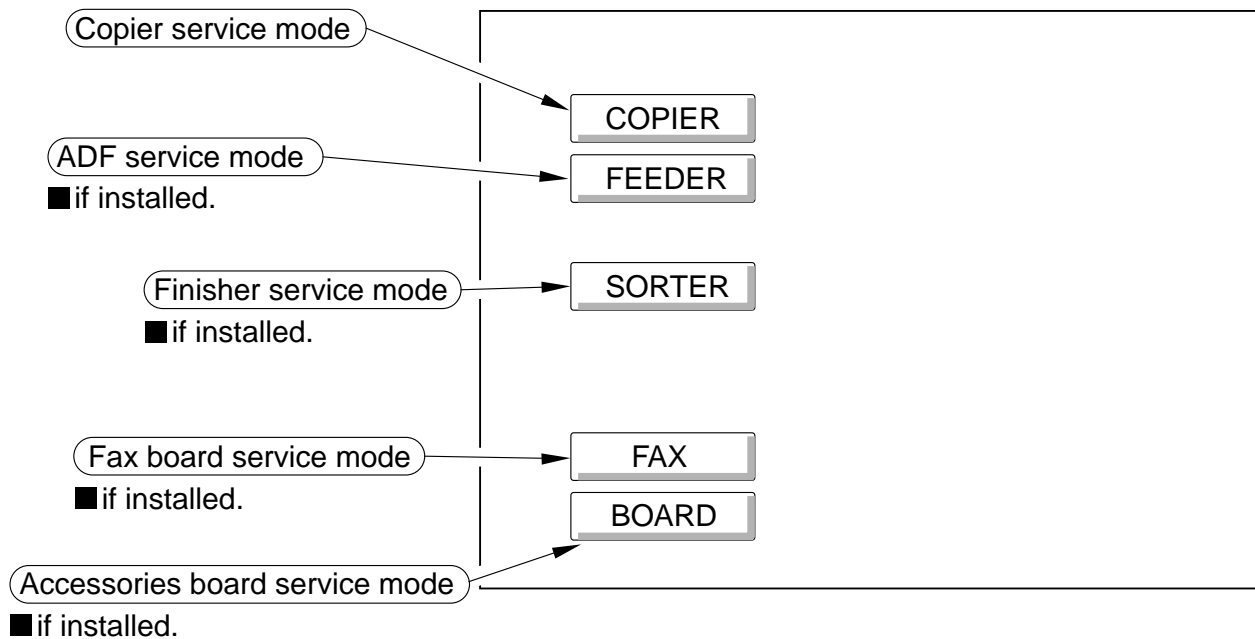 Copier service mode
COPIER
ADF service mode
■ if installed.
FEEDER
Finisher service mode
■ if installed.
SORTER
Fax board service mode
■ if installed.
FAX
BOARD
Accessories board service mode
■ if installed.